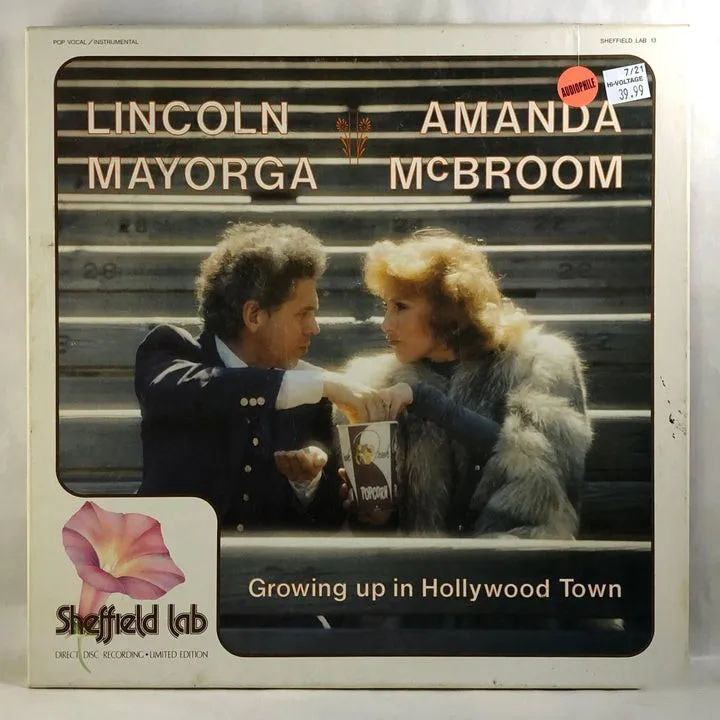 POP VOCAL / INSTRUMENTAL
SHEFFIELD LAB 13
AUDIOPHILE
7/21
HI-VOLTAGE
39.99
LINCOLN
MAYORGA
AMANDA
McBROOM
28
POPCORN
Growing up in Hollywood Town
Sheffield Lab
DIRECT DISC RECORDING • LIMITED EDITION